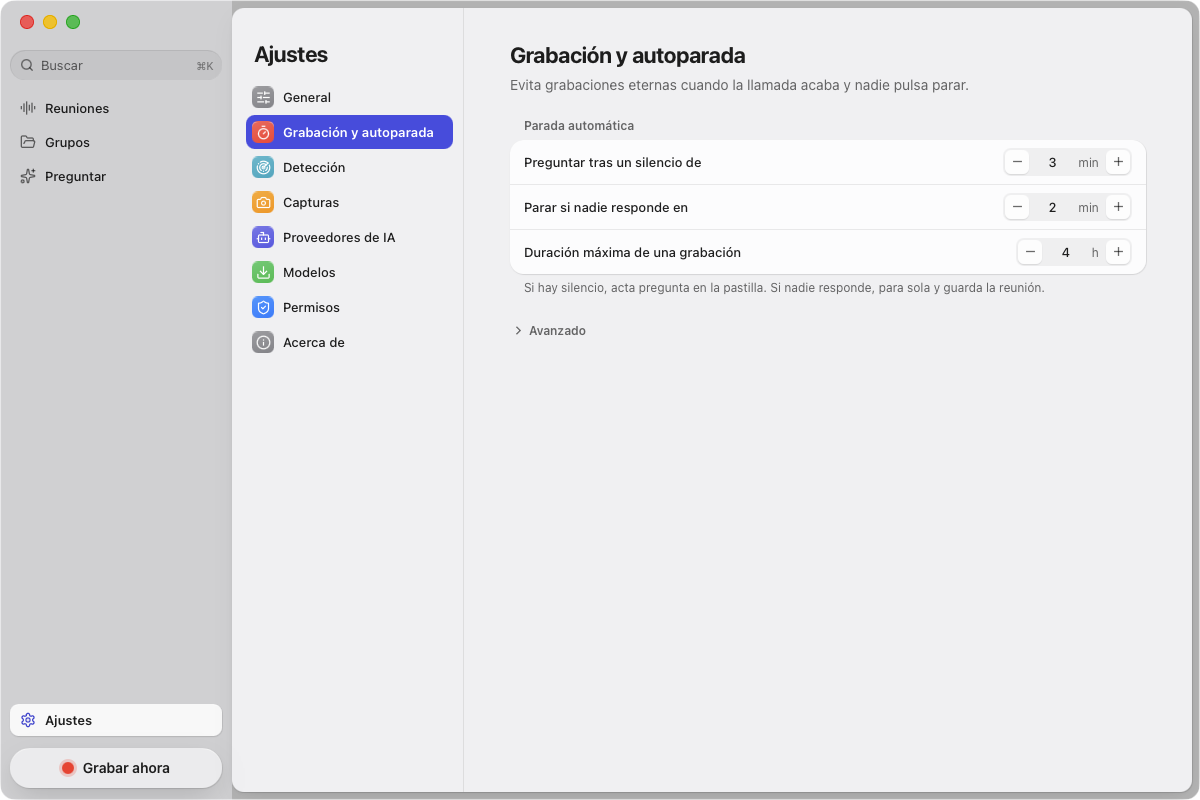 Buscar ⌘K
Reuniones
Grupos
Preguntar
Ajustes
Grabar ahora
Ajustes
General
Grabación y autoparada
Detección
Capturas
Proveedores de IA
Modelos
Permisos
Acerca de
Grabación y autoparada
Evita grabaciones eternas cuando la llamada acaba y nadie pulsa parar.
Parada automática
Preguntar tras un silencio de − 3 min +
Parar si nadie responde en − 2 min +
Duración máxima de una grabación − 4 h +
Si hay silencio, acta pregunta en la pastilla. Si nadie responde, para sola y guarda la reunión.
Avanzado